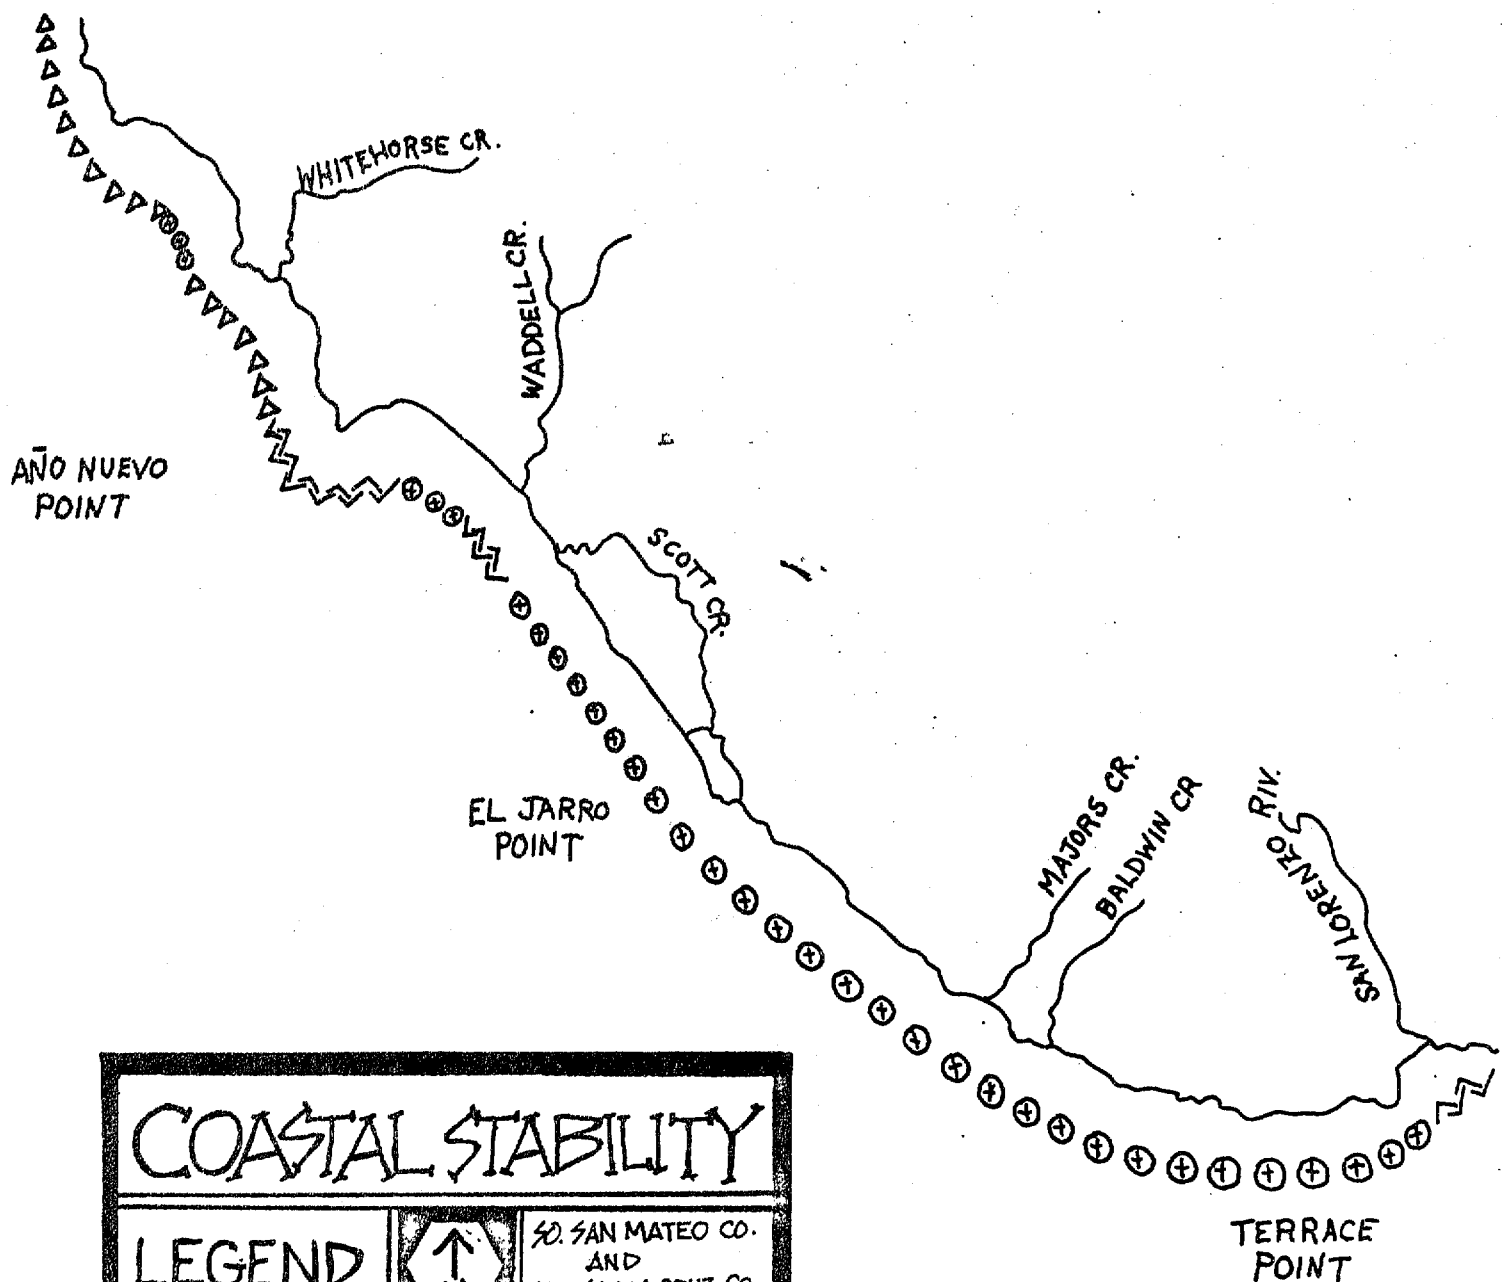 WHITEHORSE CR.
WADDELL CR.
AÑO NUEVO
POINT
SCOTT CR.
EL JARRO
POINT
MAJORS CR.
BALDWIN CR
SAN LORENZO RIV.
COASTAL STABILITY
LEGEND
SO. SAN MATEO CO.
AND
TERRACE
POINT